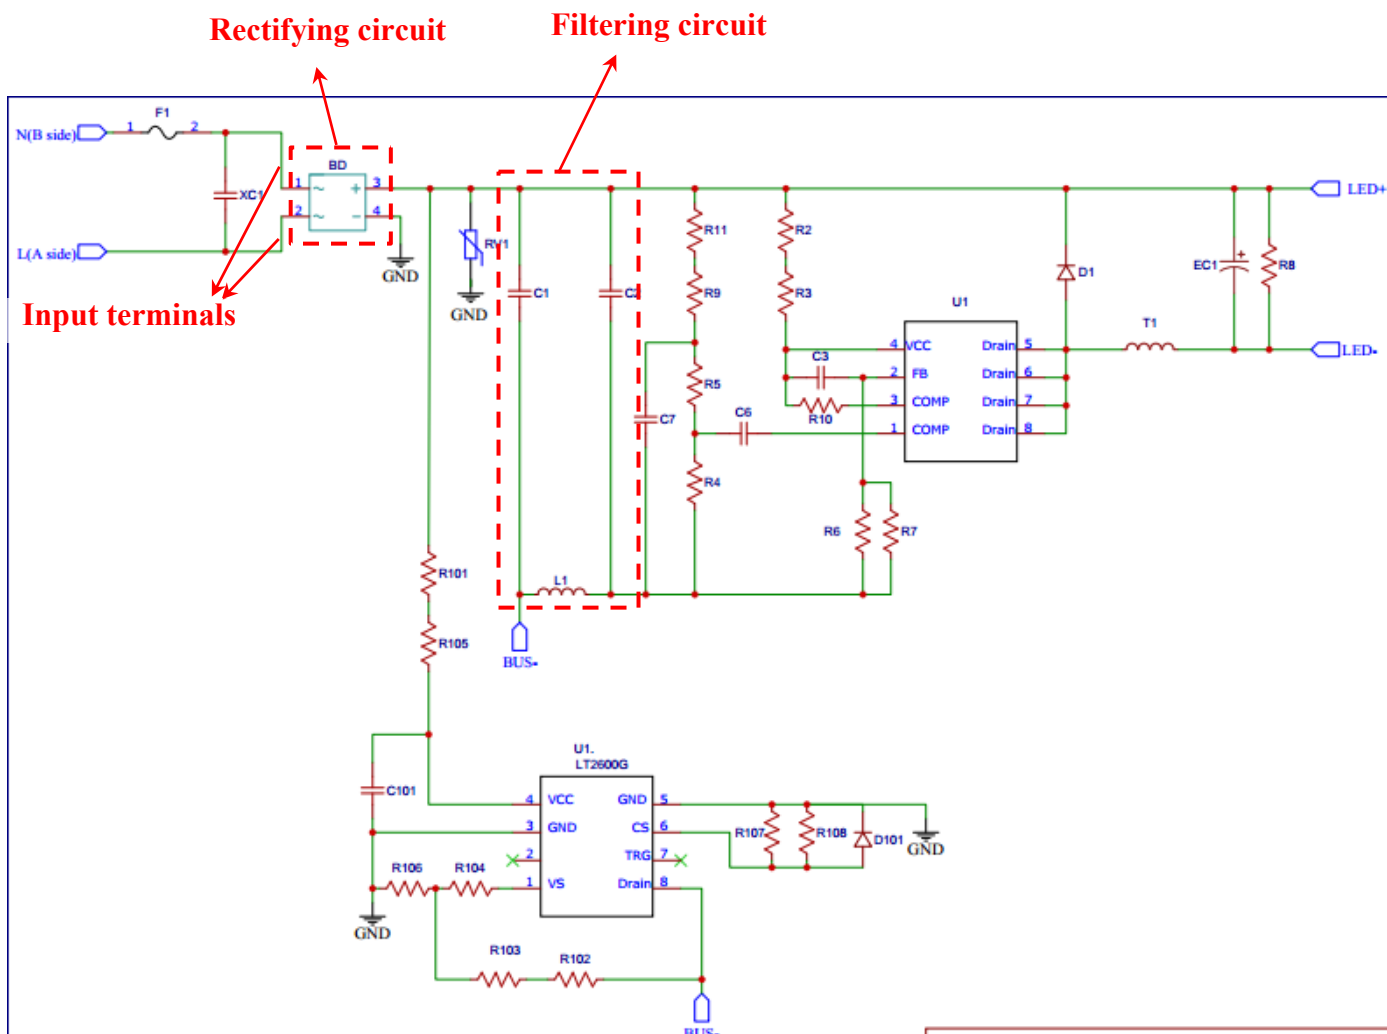 Rectifying circuit
Filtering circuit
F1
N(B side)
1
2
BD
1
~
+
3
2
~
-
4
XC1
L(A side)
GND
Input terminals
LED+
RV1
GND
C1
R11
R9
R2
R3
D1
EC1
+
R8
U1
T1
LED-
4
VCC
Drain
5
2
FB
Drain
6
3
COMP
Drain
7
1
COMP
Drain
8
C3
R10
R5
C7
C6
R4
R6
R7
L1
BUS-
R101
R105
U1.
LT2600G
C101
4
VCC
GND
5
3
GND
CS
6
2
TRG
7
1
VS
Drain
8
R107
R108
D101
GND
R106
R104
GND
R103
R102
BUS-